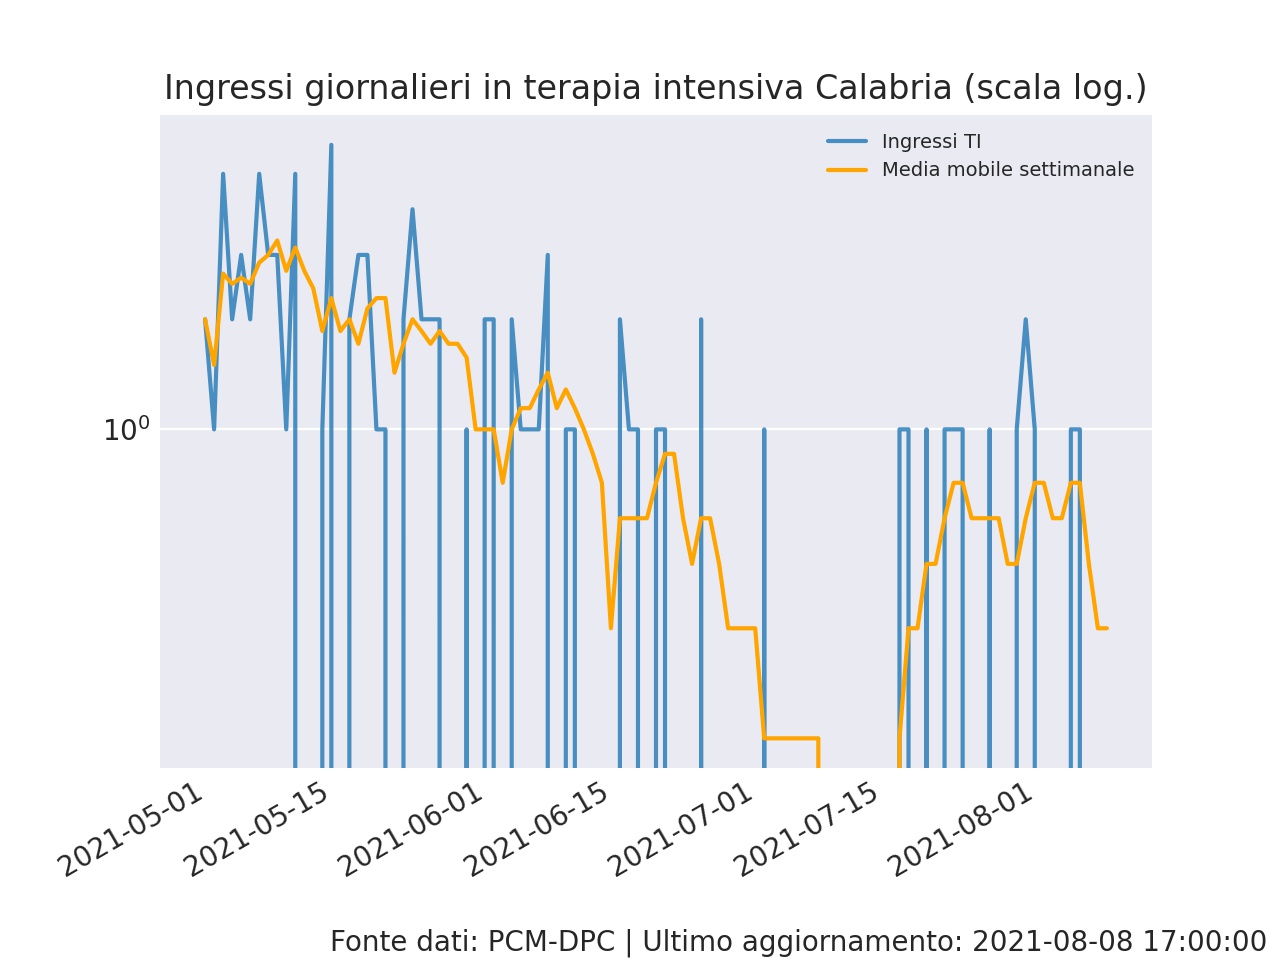 Ingressi giornalieri in terapia intensiva Calabria (scala log.)
Ingressi TI
Media mobile settimanale
10⁰
2021-05-01
2021-05-15
2021-06-01
2021-06-15
2021-07-01
2021-07-15
2021-08-01
Fonte dati: PCM-DPC | Ultimo aggiornamento: 2021-08-08 17:00:00